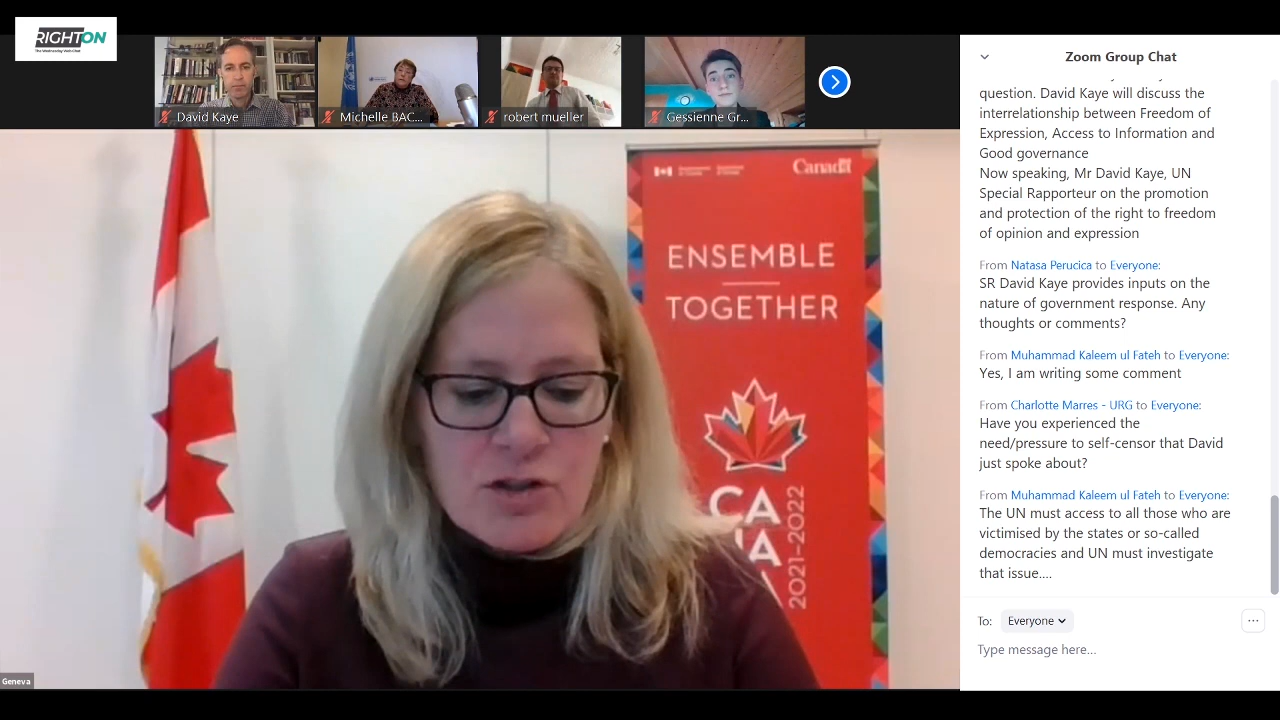 RIGHTON
The Wednesday Web Chat
David Kaye
Michelle BAC...
robert mueller
Gessienne Gr...
Canada
ENSEMBLE
TOGETHER
CA
NA
A
2021-2022
Geneva
Zoom Group Chat
question. David Kaye will discuss the
interrelationship between Freedom of
Expression, Access to Information and
Good governance
Now speaking, Mr David Kaye, UN
Special Rapporteur on the promotion
and protection of the right to freedom
of opinion and expression
From Natasa Perucica to Everyone:
SR David Kaye provides inputs on the
nature of government response. Any
thoughts or comments?
From Muhammad Kaleem ul Fateh to Everyone:
Yes, I am writing some comment
From Charlotte Marres - URG to Everyone:
Have you experienced the
need/pressure to self-censor that David
just spoke about?
From Muhammad Kaleem ul Fateh to Everyone:
The UN must access to all those who are
victimised by the states or so-called
democracies and UN must investigate
that issue....
To: Everyone
Type message here...